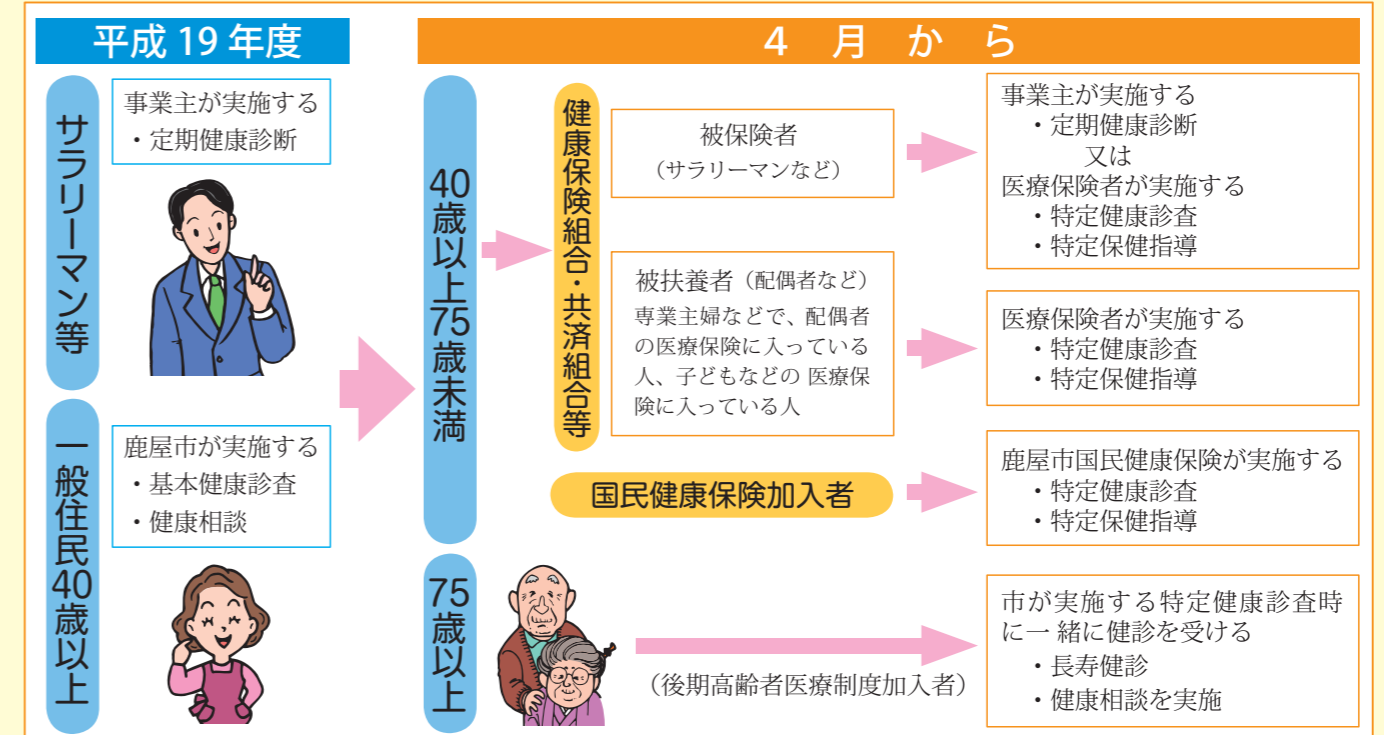 平成 19 年度
サラリーマン等
事業主が実施する
・定期健康診断
一般住民40歳以上
鹿屋市が実施する
・基本健康診査
・健康相談
4月から
40歳以上75歳未満
健康保険組合・共済組合等
被保険者
（サラリーマンなど）
事業主が実施する
・定期健康診断
又は
医療保険者が実施する
・特定健康診査
・特定保健指導
被扶養者（配偶者など）
専業主婦などで、配偶者
の医療保険に入っている
人、子どもなどの 医療保
険に入っている人
医療保険者が実施する
・特定健康診査
・特定保健指導
国民健康保険加入者
鹿屋市国民健康保険が実施する
・特定健康診査
・特定保健指導
75歳以上
（後期高齢者医療制度加入者）
市が実施する特定健康診査時
に一 緒に健診を受ける
・長寿健診
・健康相談を実施